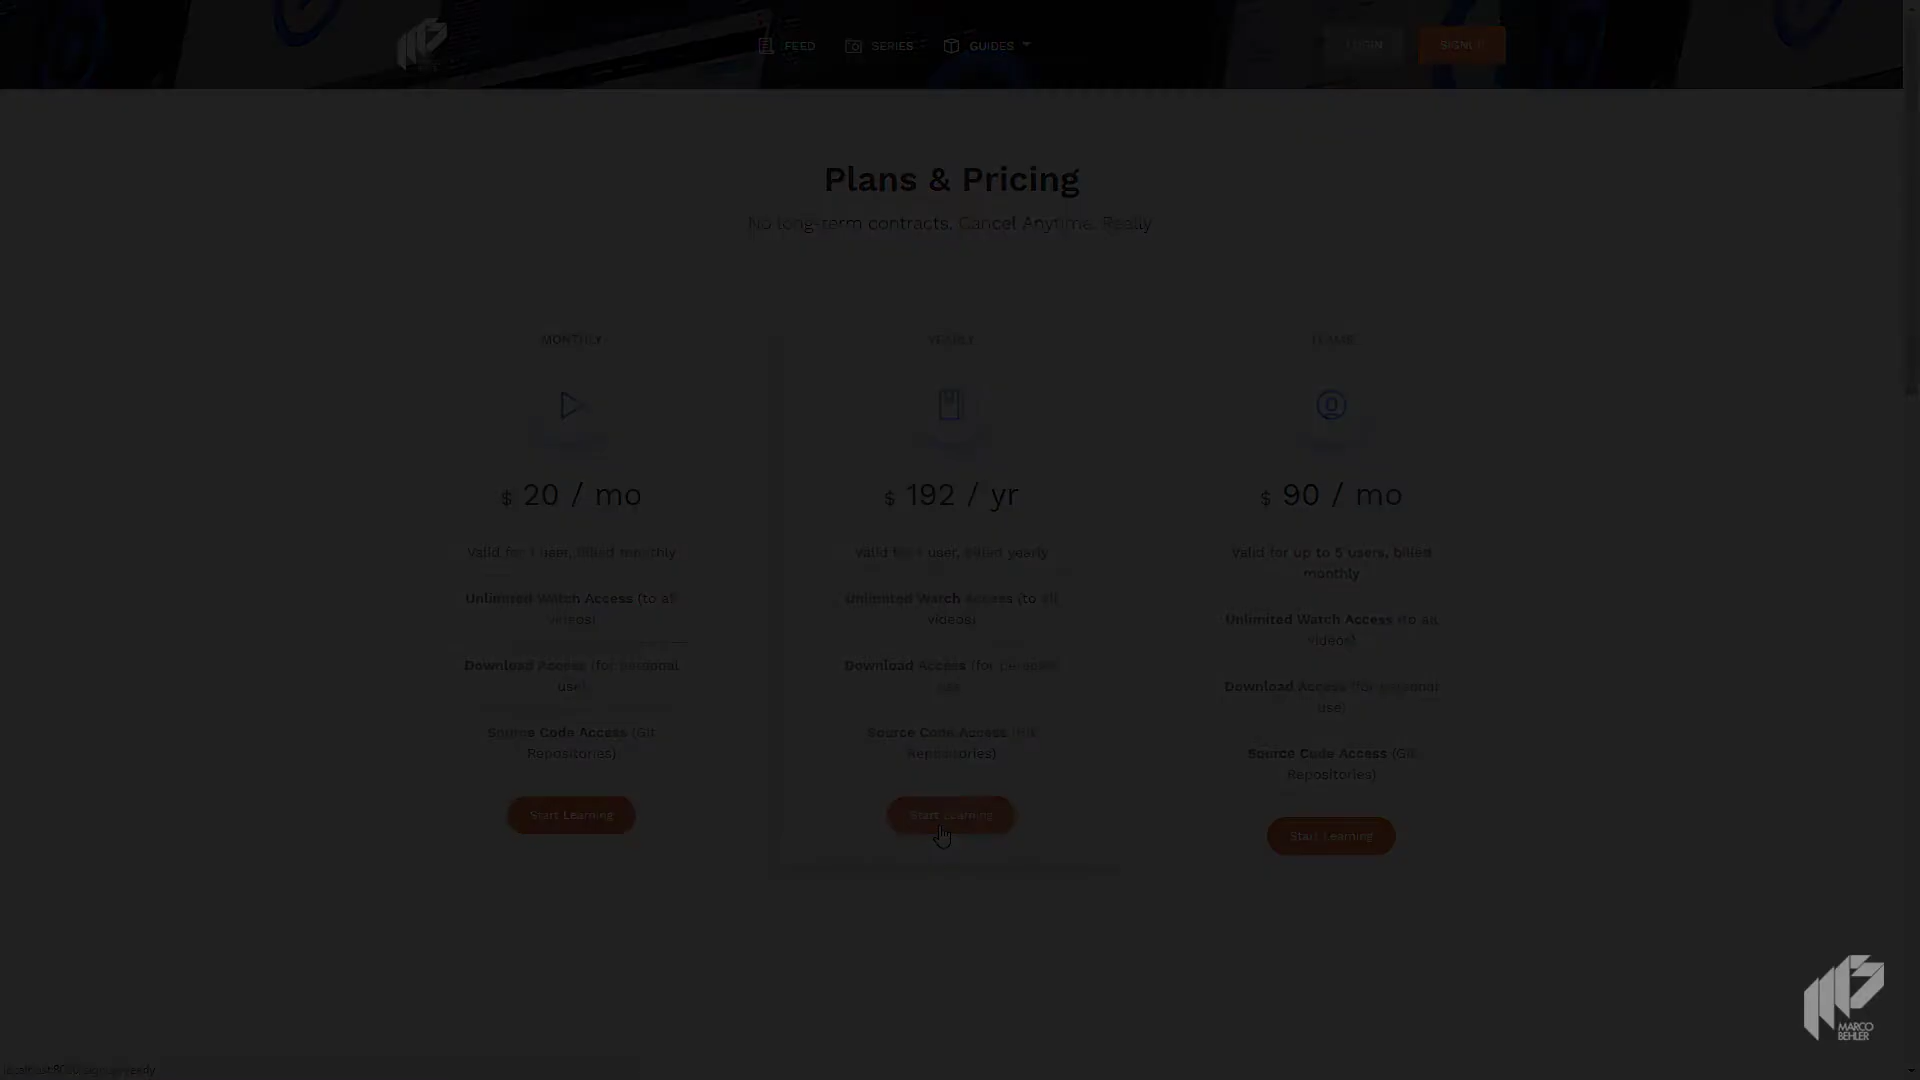 FEED SERIES GUIDES LOGIN SIGNUP
Plans & Pricing
No long-term contracts. Cancel Anytime. Really
MONTHLY YEARLY TEAMS
$ 20 / mo $ 192 / yr $ 90 / mo
Valid for 1 user, billed monthly
Unlimited Watch Access (to all
videos)
Download Access (for personal
use)
Source Code Access (Git
Repositories)
Start Learning
Valid for 1 user, billed yearly
Unlimited Watch Access (to all
videos)
Download Access (for personal
use)
Source Code Access (Git
Repositories)
Start Learning
Valid for up to 5 users, billed
monthly
Unlimited Watch Access (to all
videos)
Download Access (for personal
use)
Source Code Access (Git
Repositories)
Start Learning
MARCO
BEHLER